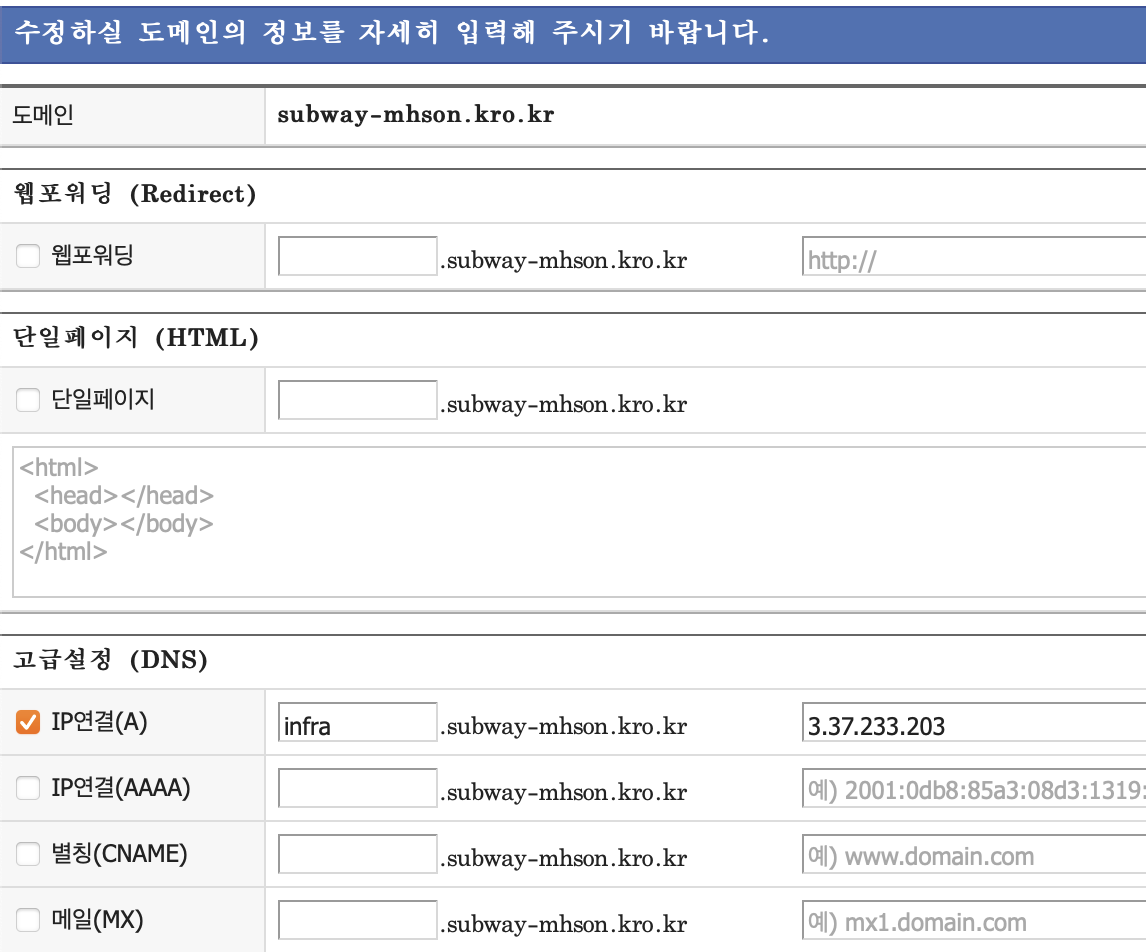 수정하실 도메인의 정보를 자세히 입력해 주시기 바랍니다.
도메인 subway-mhson.kro.kr
웹포워딩 (Redirect)
웹포워딩 .subway-mhson.kro.kr http://
단일페이지 (HTML)
단일페이지 .subway-mhson.kro.kr
<html>
<head></head>
<body></body>
</html>
고급설정 (DNS)
IP연결(A) infra .subway-mhson.kro.kr 3.37.233.203
IP연결(AAAA) .subway-mhson.kro.kr 예) 2001:0db8:85a3:08d3:1319:
별칭(CNAME) .subway-mhson.kro.kr 예) www.domain.com
메일(MX) .subway-mhson.kro.kr 예) mx1.domain.com